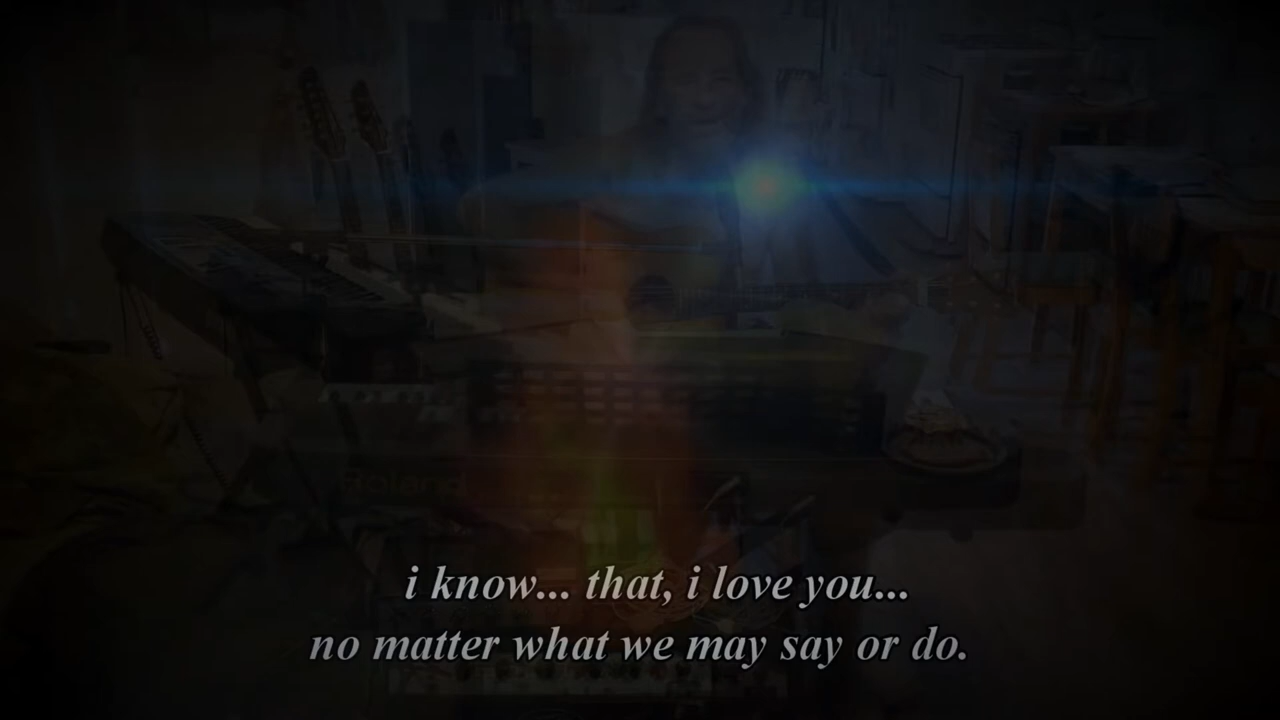 Roland
i know... that, i love you...
no matter what we may say or do.